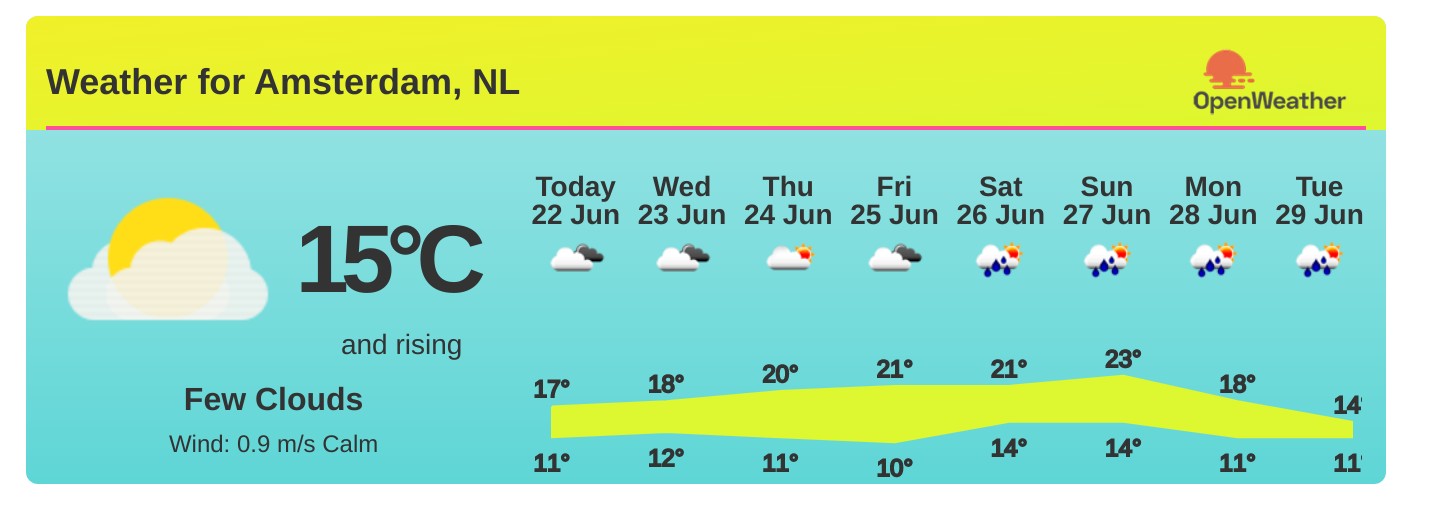 Weather for Amsterdam, NL
OpenWeather
15°C
and rising
Few Clouds
Wind: 0.9 m/s Calm
Today Wed Thu Fri Sat Sun Mon Tue
22 Jun 23 Jun 24 Jun 25 Jun 26 Jun 27 Jun 28 Jun 29 Jun
17° 18° 20° 21° 21° 23° 18° 14°
11° 12° 11° 10° 14° 14° 11° 11°